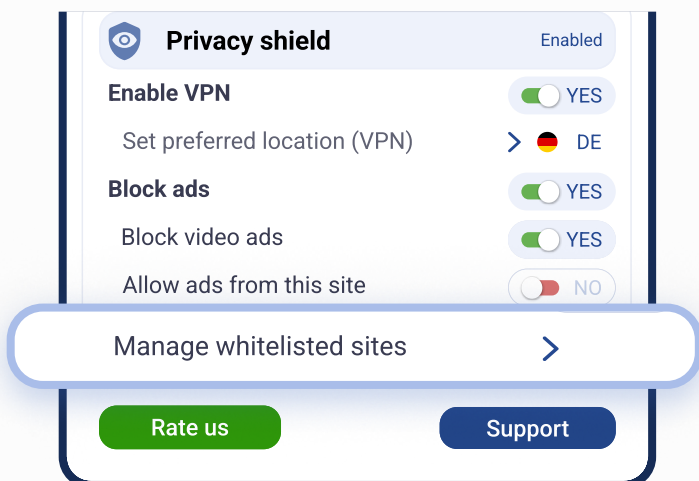 Privacy shield Enabled
Enable VPN YES
Set preferred location (VPN) DE
Block ads YES
Block video ads YES
Allow ads from this site NO
Manage whitelisted sites
Rate us Support